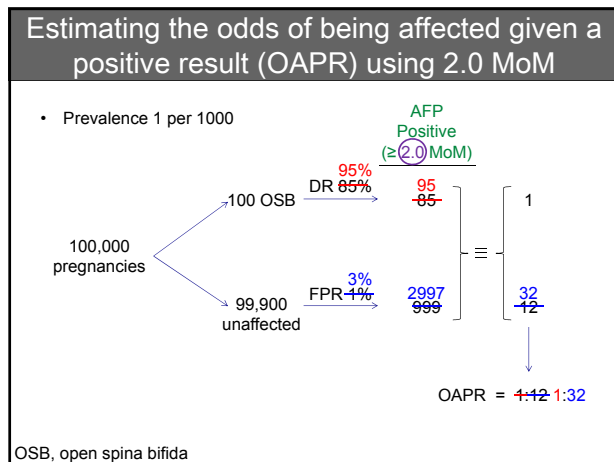 Estimating the odds of being affected given a
positive result (OAPR) using 2.0 MoM
• Prevalence 1 per 1000
AFP
Positive
(≥ 2.0 MoM)
95%
100 OSB DR 85% 95
85 1
100,000
pregnancies
≡
3%
99,900 FPR 1% 2997 32
unaffected 999 12
OAPR = 1:12 1:32
OSB, open spina bifida